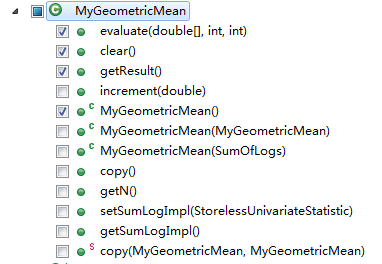 MyGeometricMean
evaluate(double[], int, int)
clear()
getResult()
increment(double)
C MyGeometricMean()
C MyGeometricMean(MyGeometricMean)
C MyGeometricMean(SumOfLogs)
copy()
getN()
setSumLogImpl(StorelessUnivariateStatistic)
getSumLogImpl()
S copy(MyGeometricMean, MyGeometricMean)